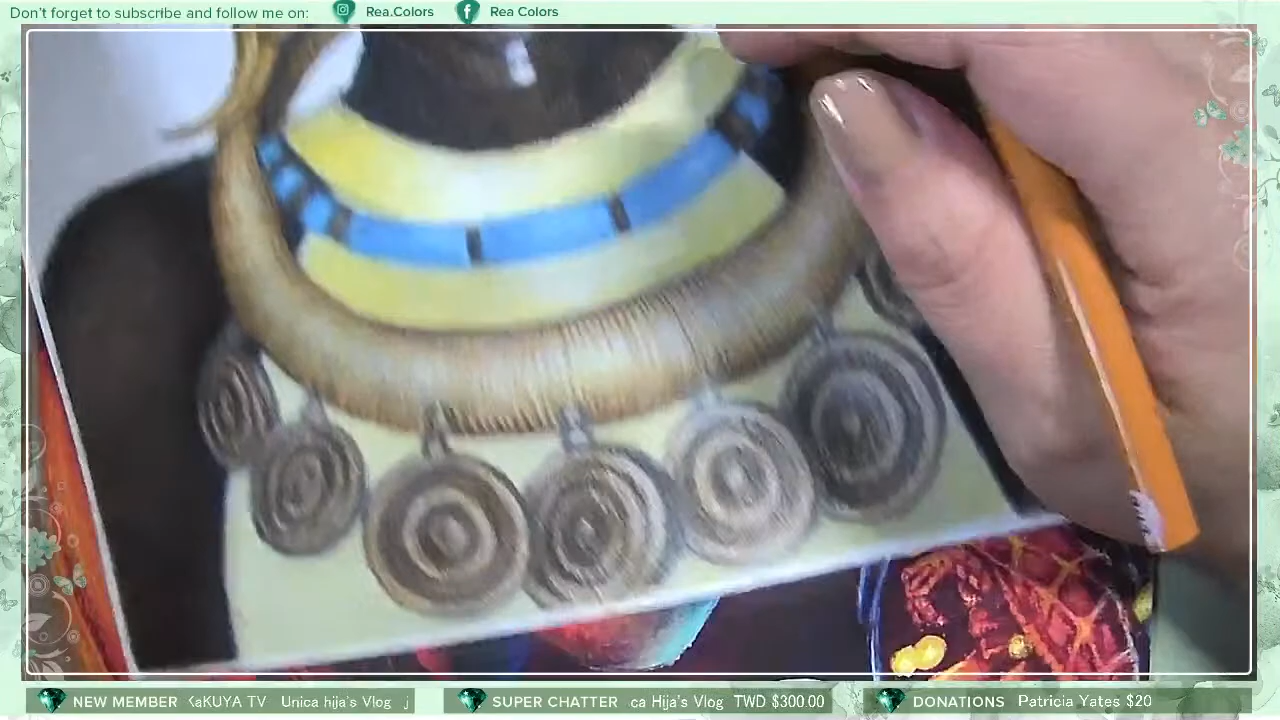 Don't forget to subscribe and follow me on: Rea.Colors Rea Colors
NEW MEMBER KaKUYA TV Unica hija's Vlog SUPER CHATTER .ca Hija's Vlog TWD $300.00 DONATIONS Patricia Yates $20